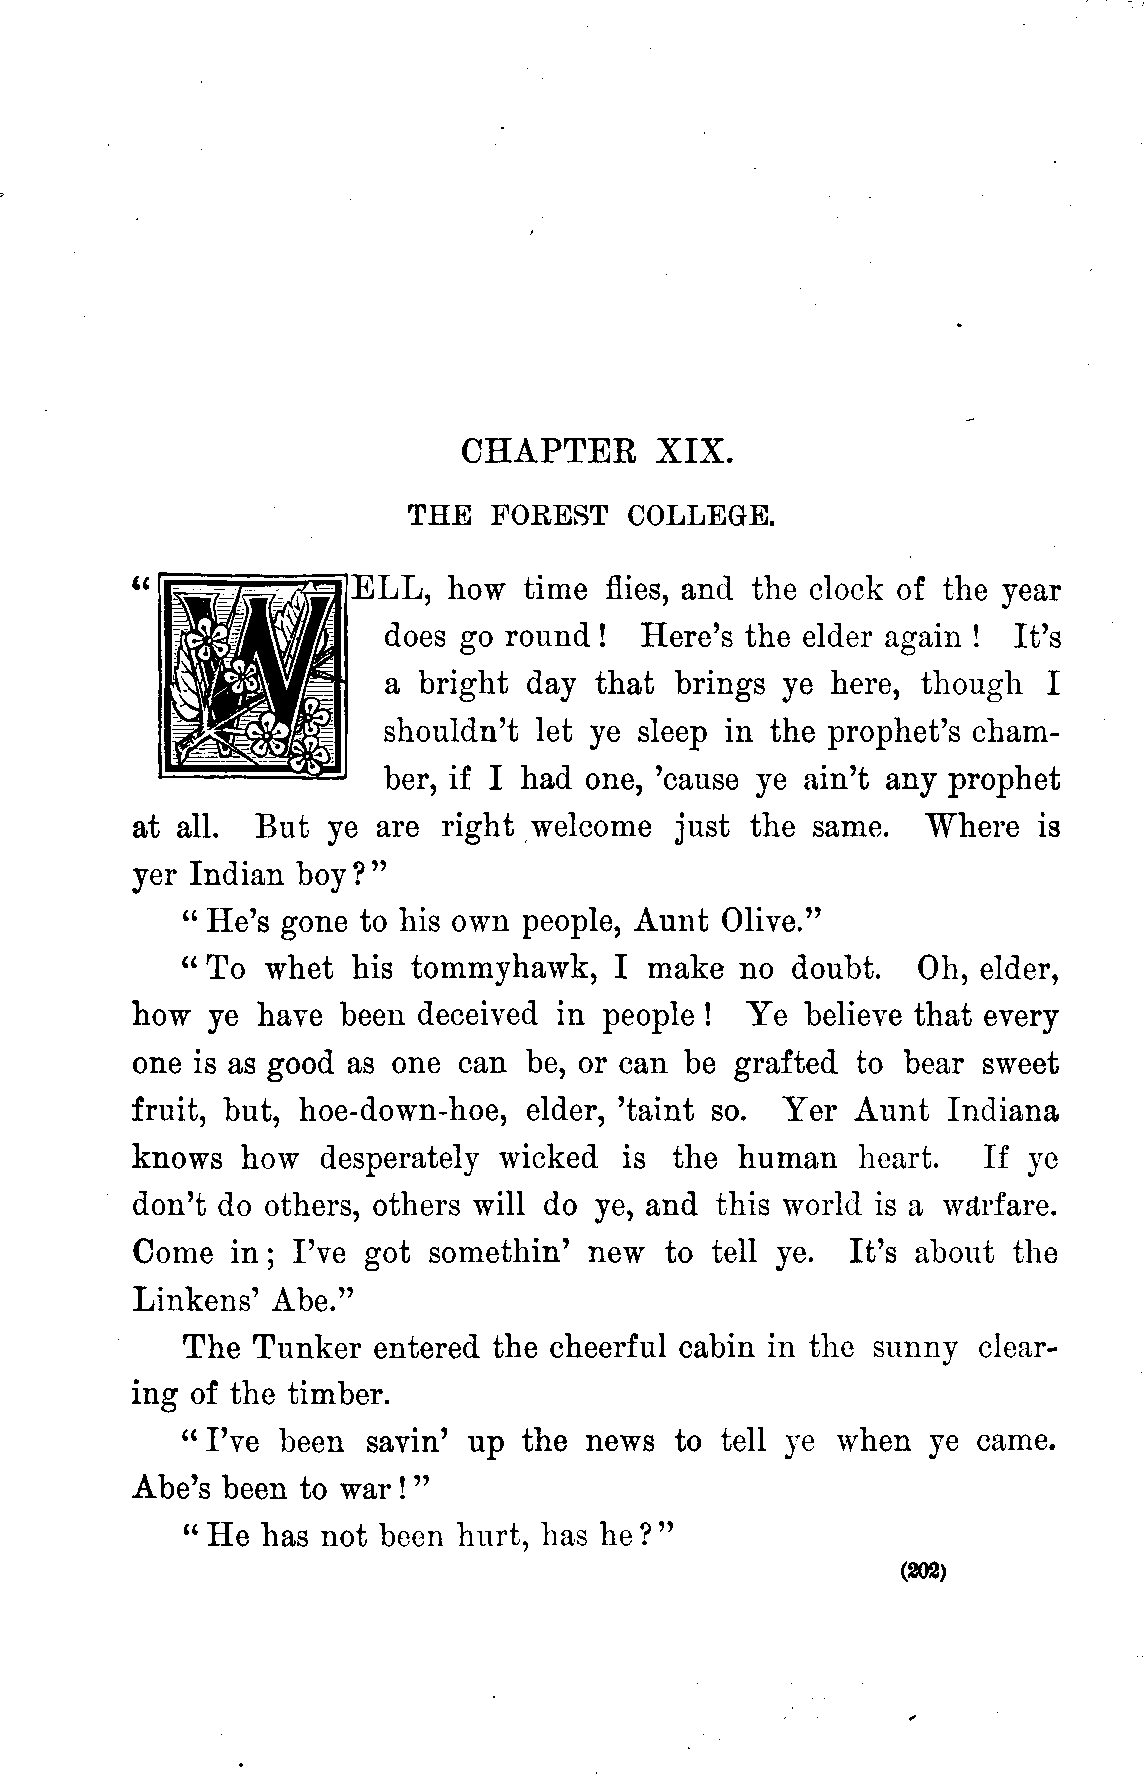 CHAPTER XIX.
THE FOREST COLLEGE.
“WELL, how time flies, and the clock of the year
does go round! Here’s the elder again! It’s
a bright day that brings ye here, though I
shouldn’t let ye sleep in the prophet’s cham-
ber, if I had one, ’cause ye ain’t any prophet
at all. But ye are right welcome just the same. Where is
yer Indian boy?”
“He’s gone to his own people, Aunt Olive.”
“To whet his tommyhawk, I make no doubt. Oh, elder,
how ye have been deceived in people! Ye believe that every
one is as good as one can be, or can be grafted to bear sweet
fruit, but, hoe-down-hoe, elder, ’taint so. Yer Aunt Indiana
knows how desperately wicked is the human heart. If ye
don’t do others, others will do ye, and this world is a warfare.
Come in; I’ve got somethin’ new to tell ye. It’s about the
Linkens’ Abe.”
The Tunker entered the cheerful cabin in the sunny clear-
ing of the timber.
“I’ve been savin’ up the news to tell ye when ye came.
Abe’s been to war!”
“He has not been hurt, has he?”
(202)